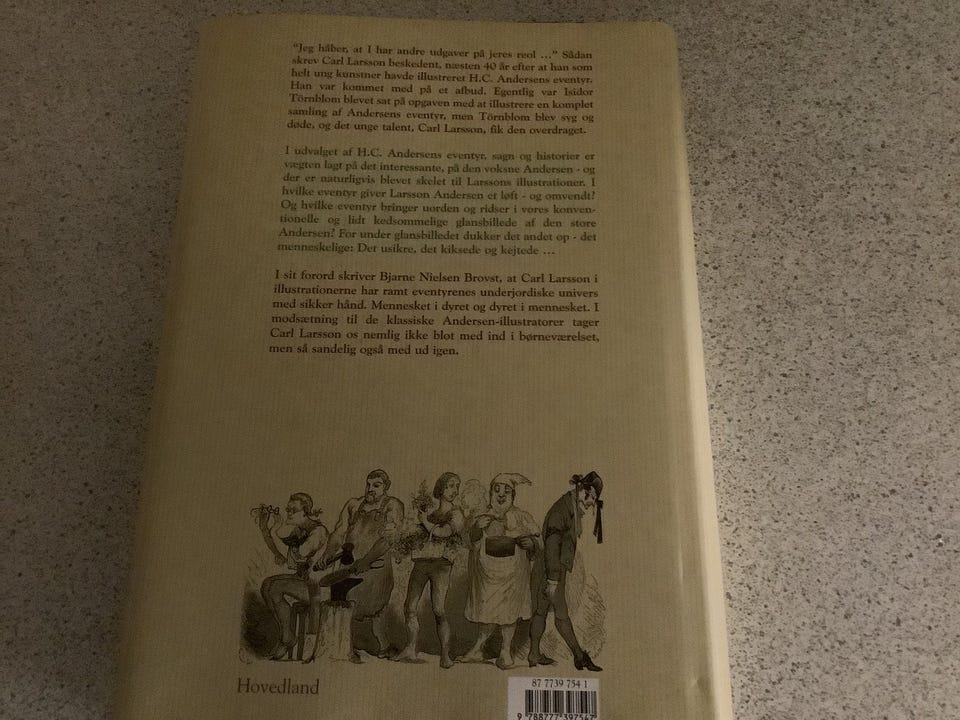 "Jeg håber, at I har andre udgaver på jeres reol ..." Sådan
skrev Carl Larsson beskedent, næsten 40 år efter at han som
helt ung kunstner havde illustreret H.C. Andersens eventyr.
Han var kommet med på et afbud. Egentlig var Isidor
Törnblom blevet sat på opgaven med at illustrere en komplet
samling af Andersens eventyr, men Törnblom blev syg og
døde, og det unge talent, Carl Larsson, fik den overdraget.
I udvalget af H.C. Andersens eventyr, sagn og historier er
vægten lagt på det interessante, på den voksne Andersen - og
der er naturligvis blevet skelet til Larssons illustrationer. I
hvilke eventyr giver Larsson Andersen et løft - og omvendt?
Og hvilke eventyr bringer uorden og ridser i vores konven-
tionelle og lidt kedsommelige glansbillede af den store
Andersen? For under glansbilledet dukker det andet op - det
menneskelige: Det usikre, det kiksede og kejtede ...
I sit forord skriver Bjarne Nielsen Brovst, at Carl Larsson i
illustrationerne har ramt eventyrenes underjordiske univers
med sikker hånd. Mennesket i dyret og dyret i mennesket. I
modsætning til de klassiske Andersen-illustratorer tager
Carl Larsson os nemlig ikke blot med ind i børneværelset,
men så sandelig også med ud igen.
Hovedland
87 7739 754 1
9 788777 397547